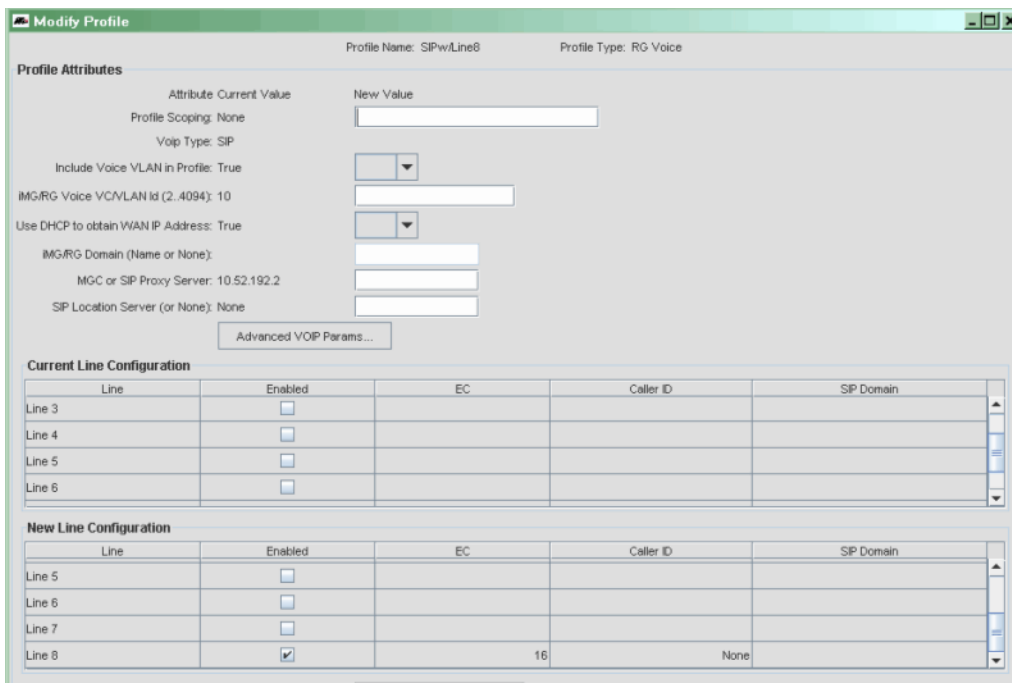 Modify Profile
Profile Name: SIPw/Line8 Profile Type: RG Voice
Profile Attributes
Attribute Current Value New Value
Profile Scoping: None
Voip Type: SIP
Include Voice VLAN in Profile: True
iMG/RG Voice VC/VLAN Id (2..4094): 10
Use DHCP to obtain WAN IP Address: True
iMG/RG Domain (Name or None):
MGC or SIP Proxy Server: 10.52.192.2
SIP Location Server (or None): None
Advanced VOIP Params...
Current Line Configuration
Line Enabled EC Caller ID SIP Domain
Line 3
Line 4
Line 5
Line 6
New Line Configuration
Line Enabled EC Caller ID SIP Domain
Line 5
Line 6
Line 7
Line 8 16 None